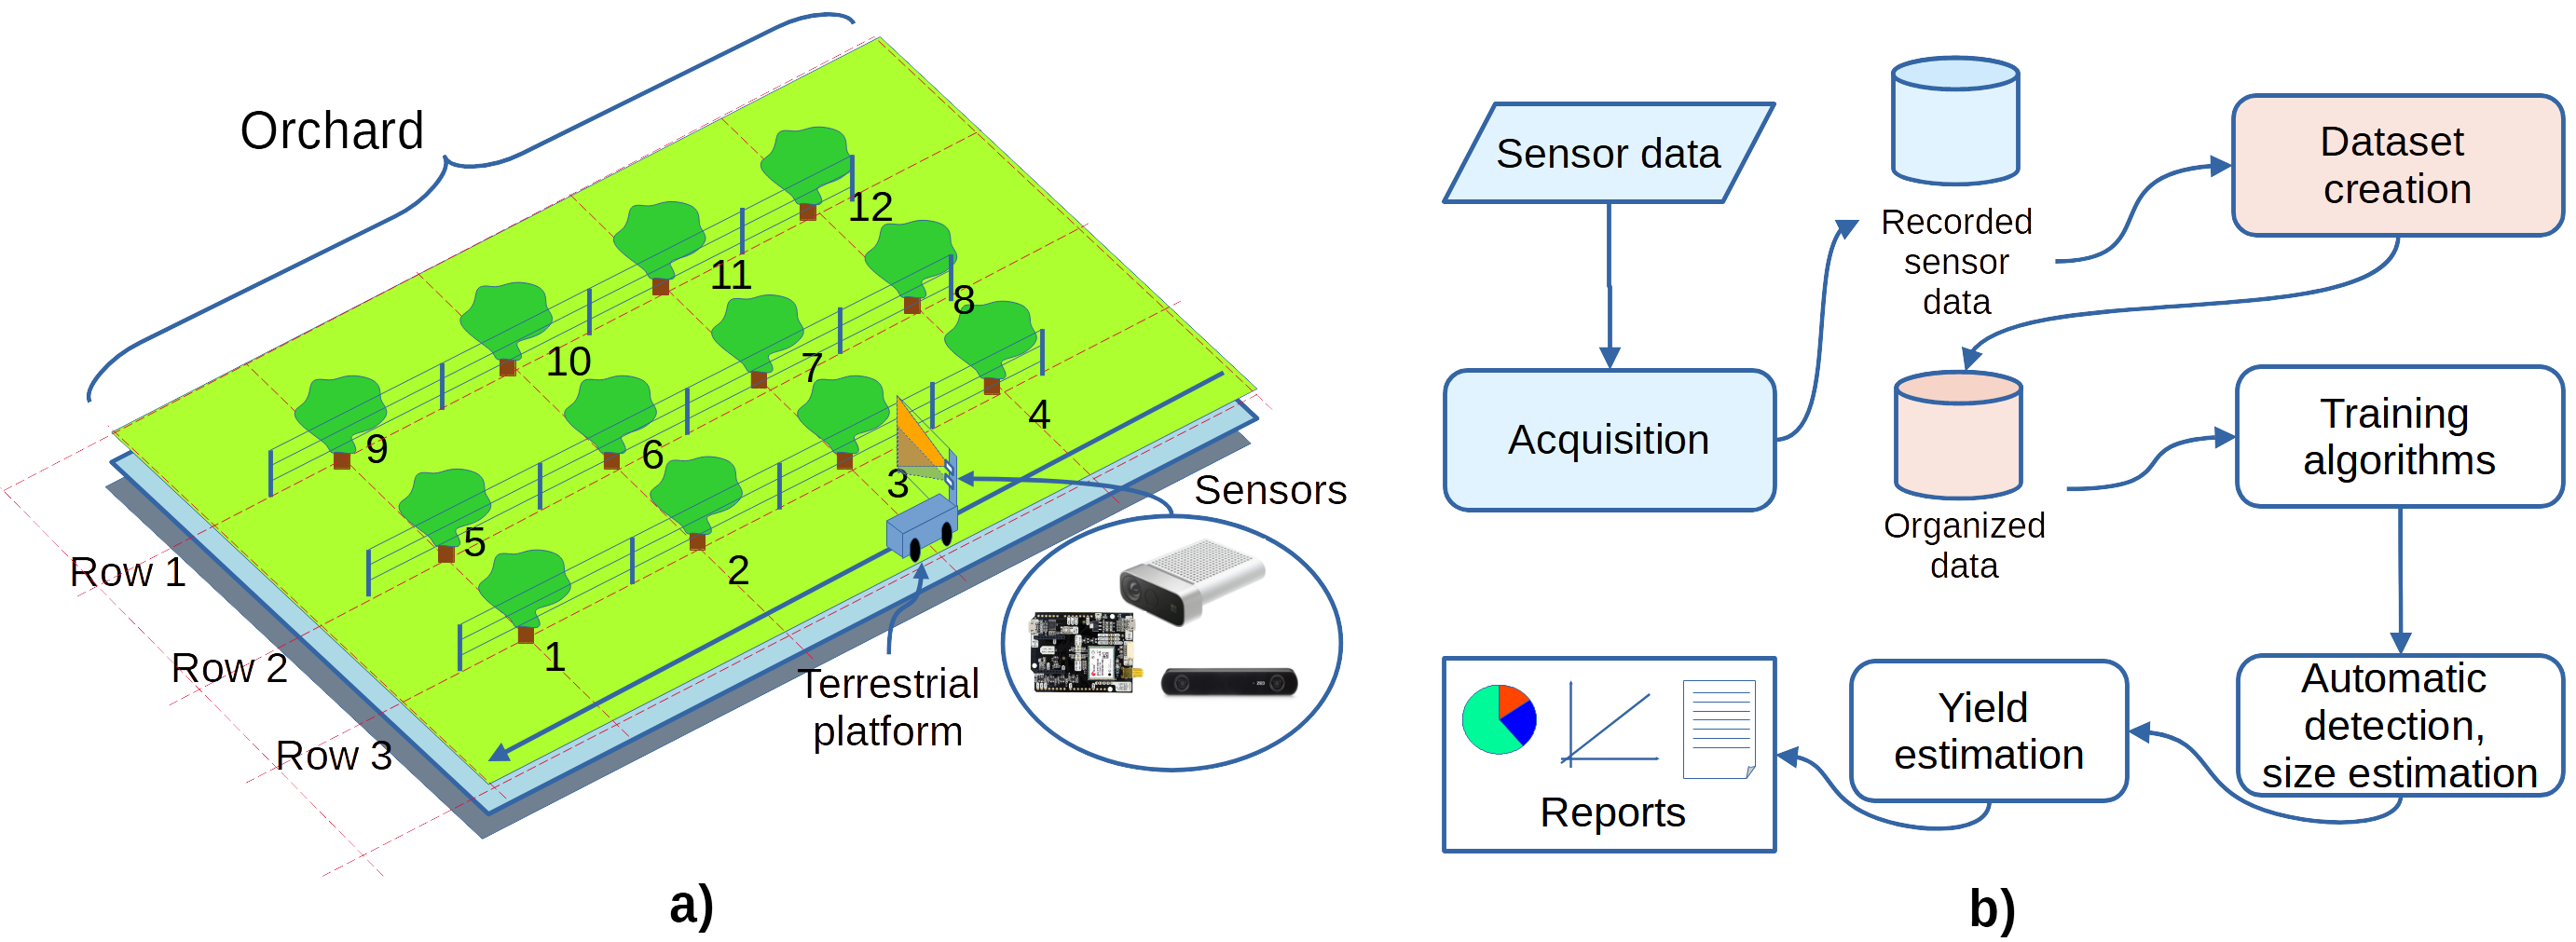 Orchard
12
11
8
10
7
4
9
6
3
Sensors
5
2
Row 1
1
Row 2
Terrestrial
platform
Row 3
a)
Sensor data
Recorded
sensor
data
Dataset
creation
Acquisition
Organized
data
Training
algorithms
Automatic
detection,
size estimation
Yield
estimation
Reports
b)